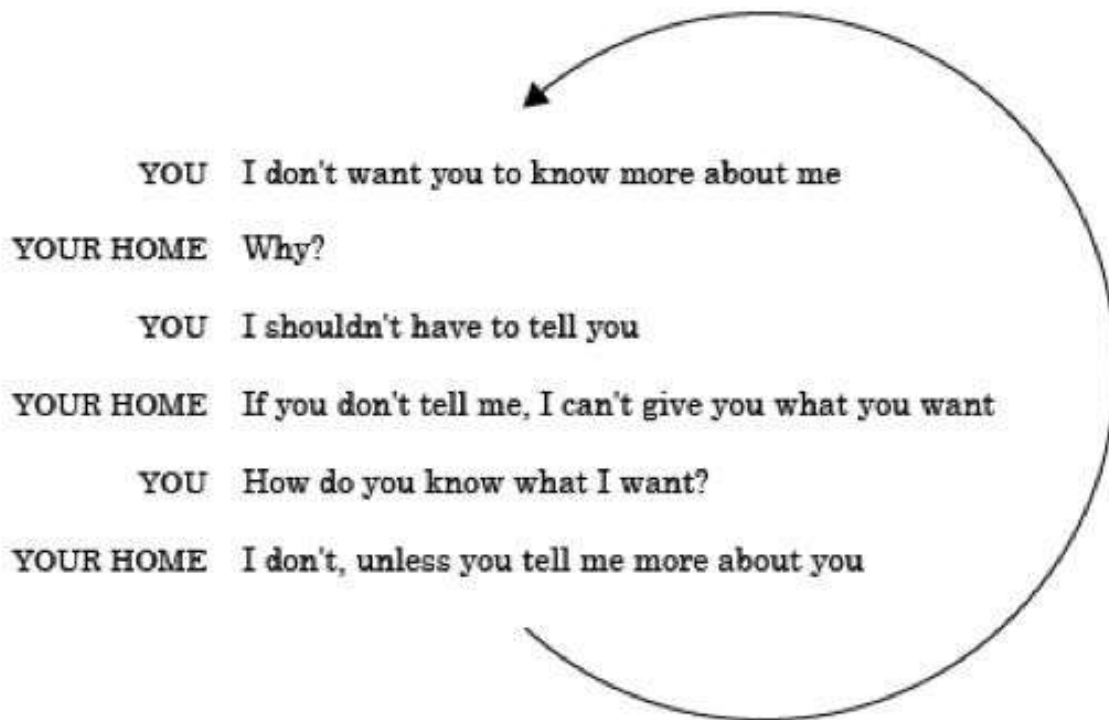 YOU I don't want you to know more about me
YOUR HOME Why?
YOU I shouldn't have to tell you
YOUR HOME If you don't tell me, I can't give you what you want
YOU How do you know what I want?
YOUR HOME I don't, unless you tell me more about you